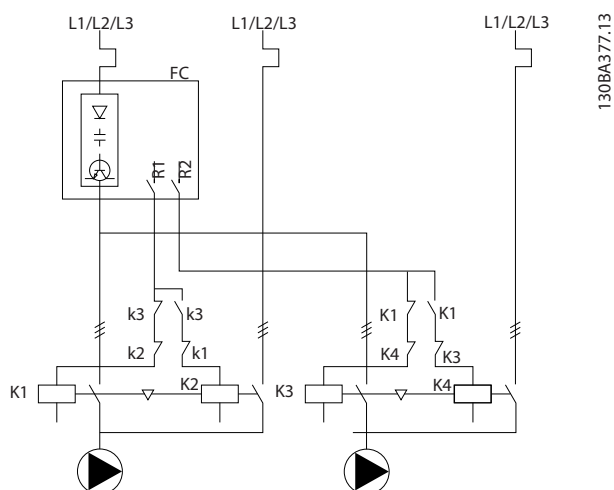 L1/L2/L3
L1/L2/L3
L1/L2/L3
130BA377.13
FC
R1
R2
k3
k3
K1
K1
k2
k1
K4
K3
K1
K2
K3
K4